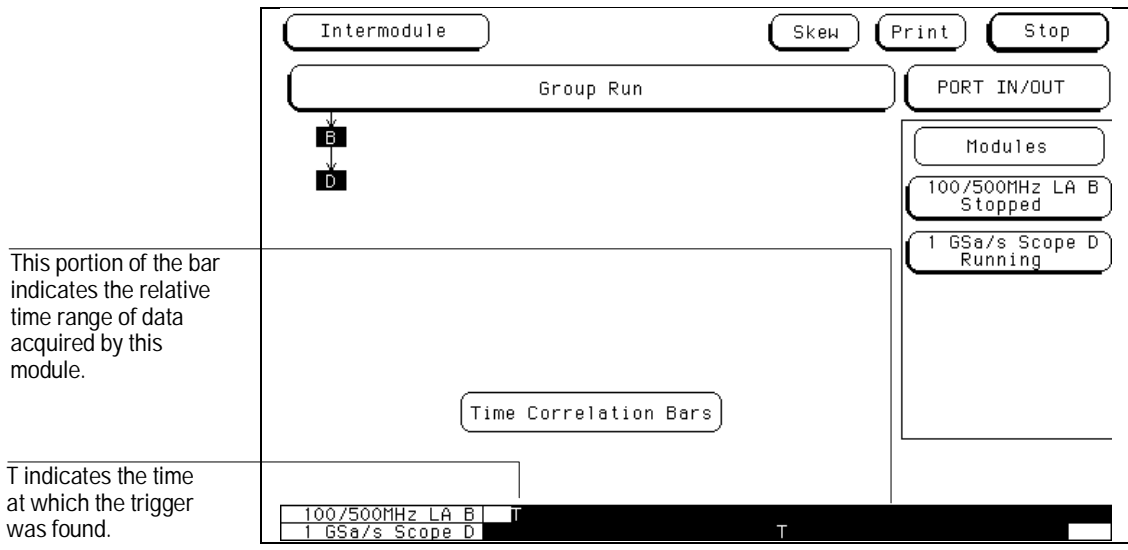 Intermodule
Skew
Print
Stop
Group Run
PORT IN/OUT
B
D
Modules
100/500MHz LA B
Stopped
1 GSa/s Scope D
Running
This portion of the bar
indicates the relative
time range of data
acquired by this
module.
Time Correlation Bars
T indicates the time
at which the trigger
was found.
100/500MHz LA B T
1 GSa/s Scope D T